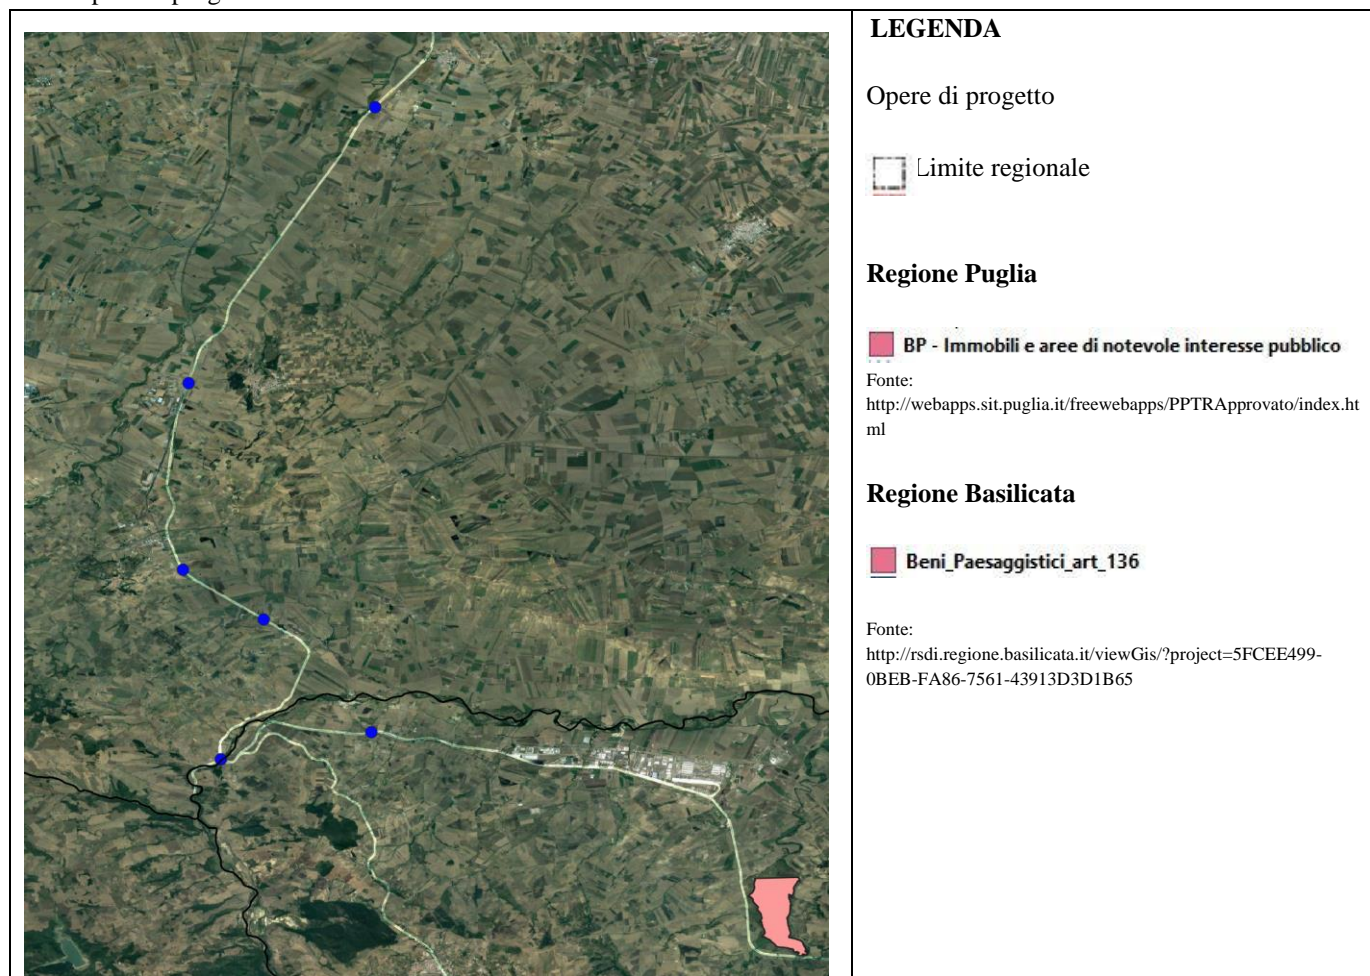 LEGENDA
Opere di progetto
Limite regionale
Regione Puglia
BP - Immobili e aree di notevole interesse pubblico
Fonte:
http://webapps.sit.puglia.it/freewebapps/PPTRApprovato/index.ht
ml
Regione Basilicata
Beni_Paesaggistici_art_136
Fonte:
http://rsdi.regione.basilicata.it/viewGis/?project=5FCEE499-
0BEB-FA86-7561-43913D3D1B65